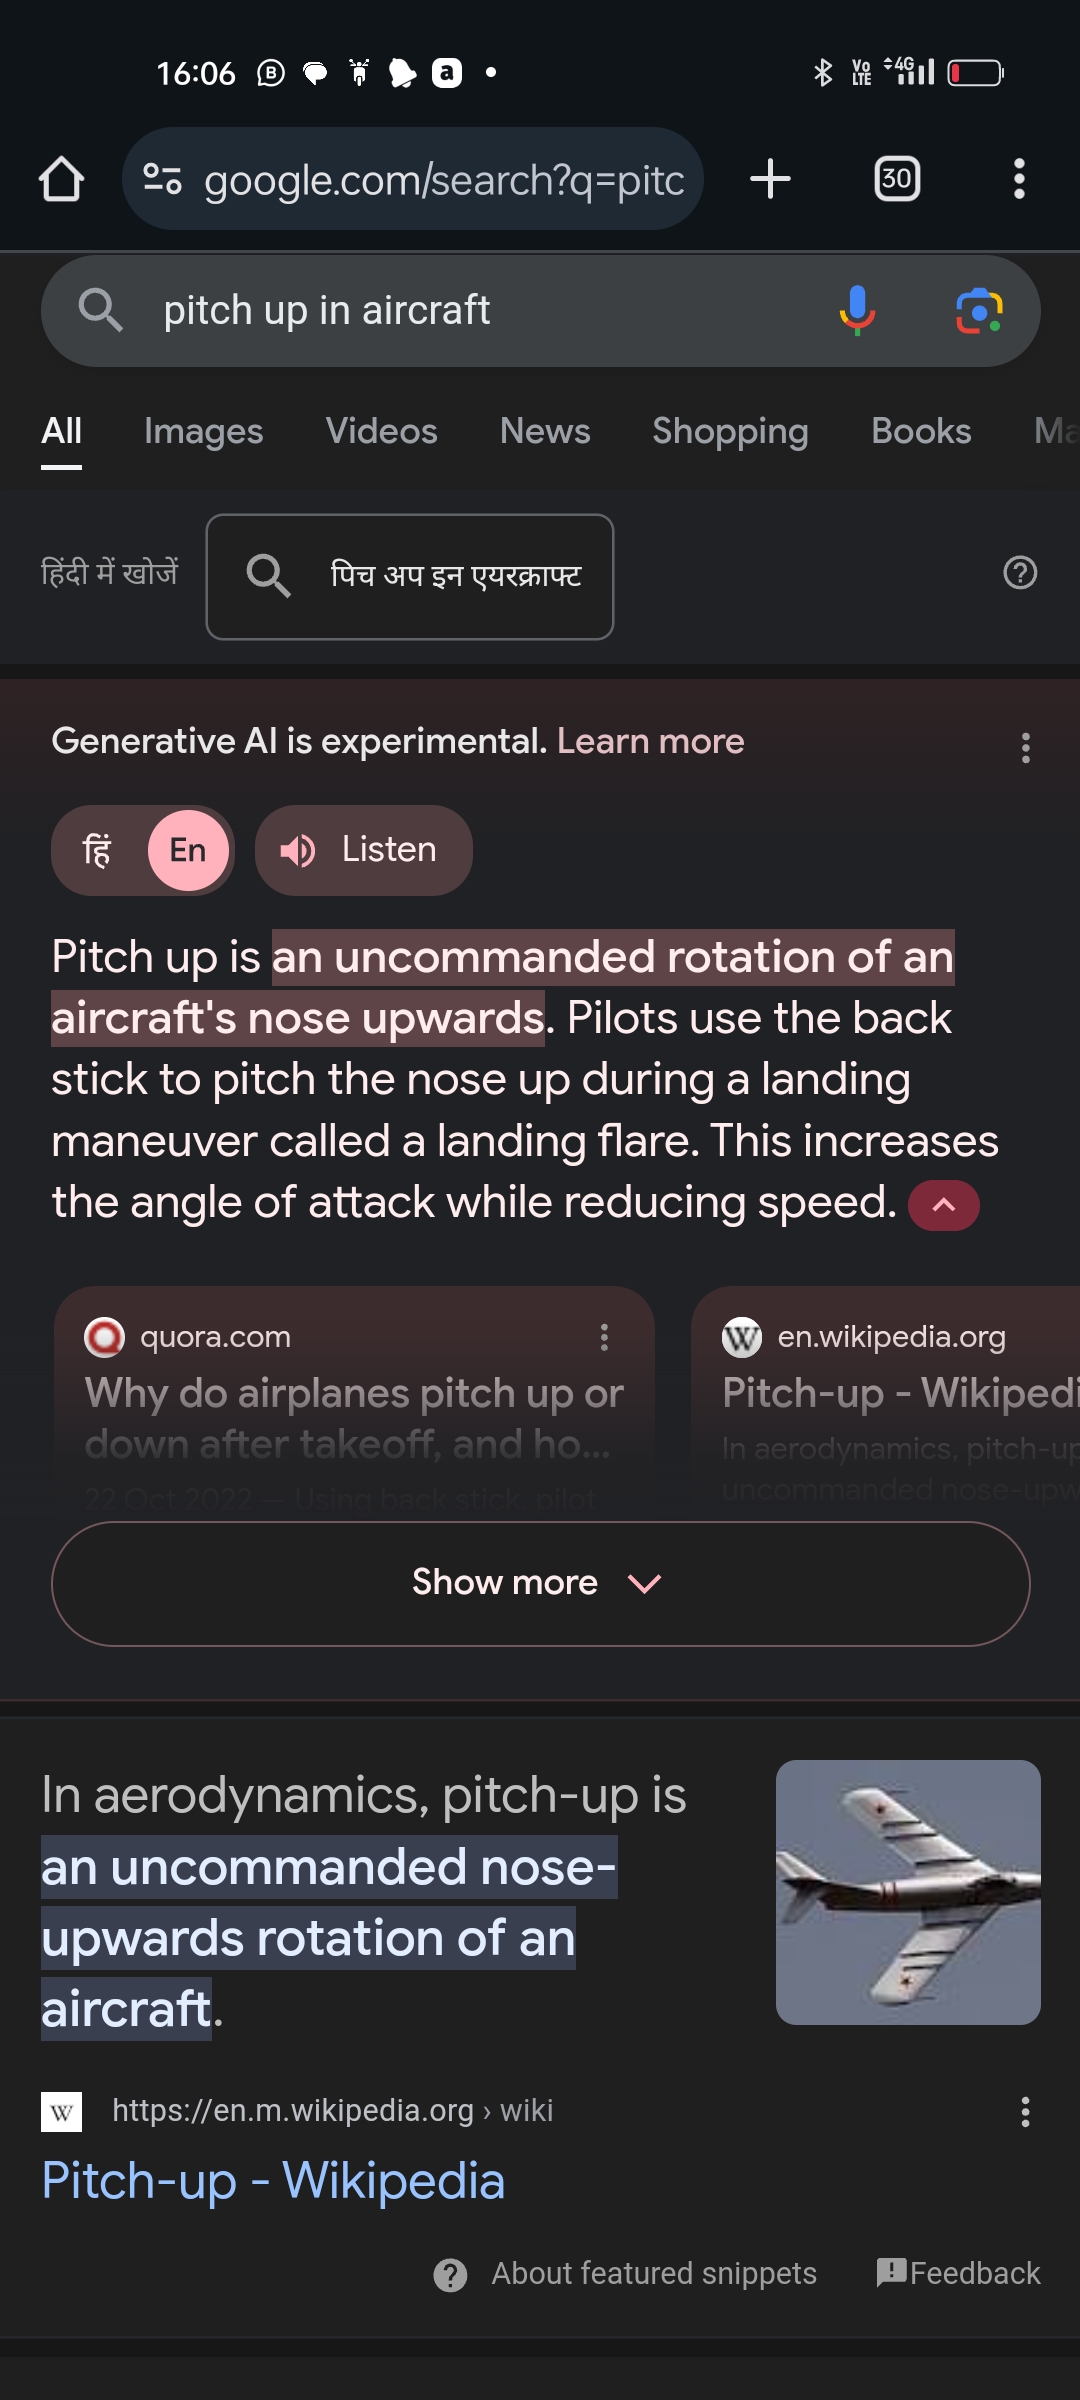 16:06
Vo LTE 4G
google.com/search?q=pitc
30
pitch up in aircraft
All Images Videos News Shopping Books Ma
हिंदी में खोजें पिच अप इन एयरक्राफ्ट
Generative AI is experimental. Learn more
हिं En Listen
Pitch up is an uncommanded rotation of an
aircraft's nose upwards. Pilots use the back
stick to pitch the nose up during a landing
maneuver called a landing flare. This increases
the angle of attack while reducing speed.
quora.com
Why do airplanes pitch up or
down after takeoff, and ho...
22 Oct 2022 — Using back stick, pilot
en.wikipedia.org
Pitch-up - Wikipedi
In aerodynamics, pitch-up
uncommanded nose-upw
Show more
In aerodynamics, pitch-up is
an uncommanded nose-
upwards rotation of an
aircraft.
W https://en.m.wikipedia.org › wiki
Pitch-up - Wikipedia
About featured snippets Feedback